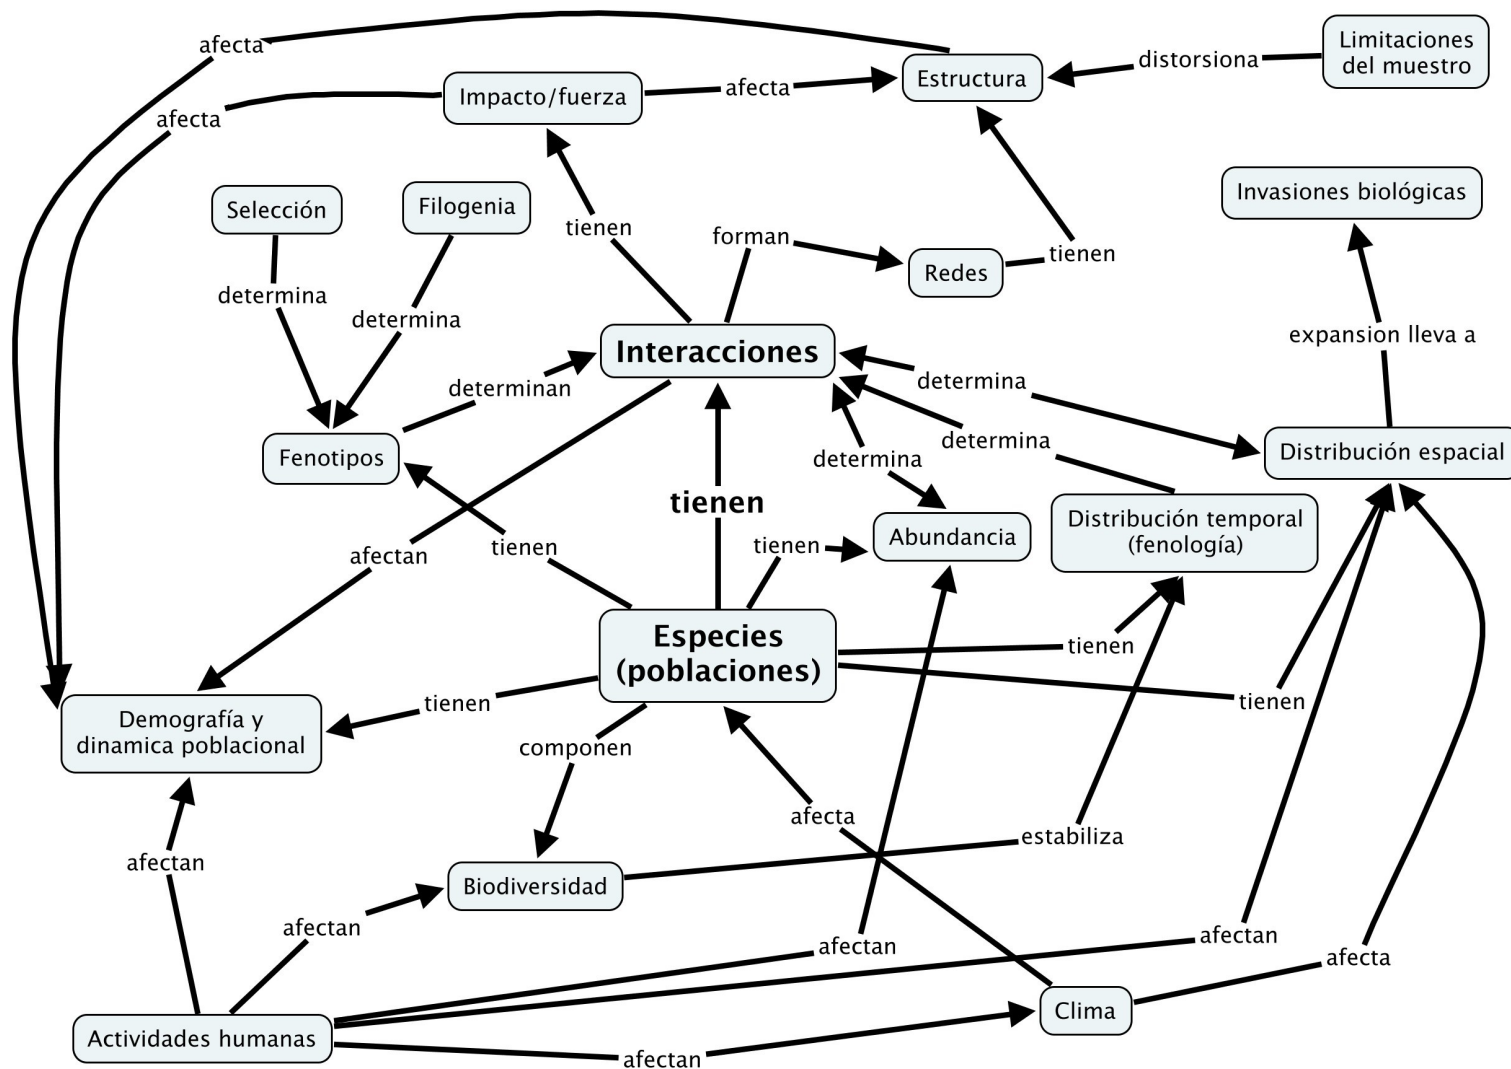 afecta
Limitaciones
del muestro
distorsiona
Estructura
Impacto/fuerza
afecta
afecta
Invasiones biológicas
Selección
Filogenia
tienen
forman
tienen
Redes
determina
determina
expansion lleva a
Interacciones
determinan
determina
determina
Distribución espacial
Fenotipos
determina
tienen
Distribución temporal
(fenología)
Abundancia
tienen
tienen
afectan
Especies
(poblaciones)
tienen
tienen
tienen
Demografía y
dinamica poblacional
componen
afecta
estabiliza
afectan
Biodiversidad
afectan
afectan
afectan
afecta
Clima
Actividades humanas
afectan